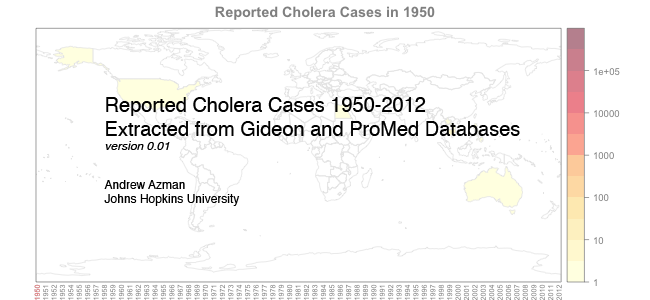 Reported Cholera Cases in 1950
Reported Cholera Cases 1950-2012
Extracted from Gideon and ProMed Databases
version 0.01
Andrew Azman
Johns Hopkins University
1e+05
10000
1000
100
10
1
1950 1951 1952 1953 1954 1955 1956 1957 1958 1959 1960 1961 1962 1963 1964 1965 1966 1967 1968 1969 1970 1971 1972 1973 1974 1975 1976 1977 1978 1979 1980 1981 1982 1983 1984 1985 1986 1987 1988 1989 1990 1991 1992 1993 1994 1995 1996 1997 1998 1999 2000 2001 2002 2003 2004 2005 2006 2007 2008 2009 2010 2011 2012